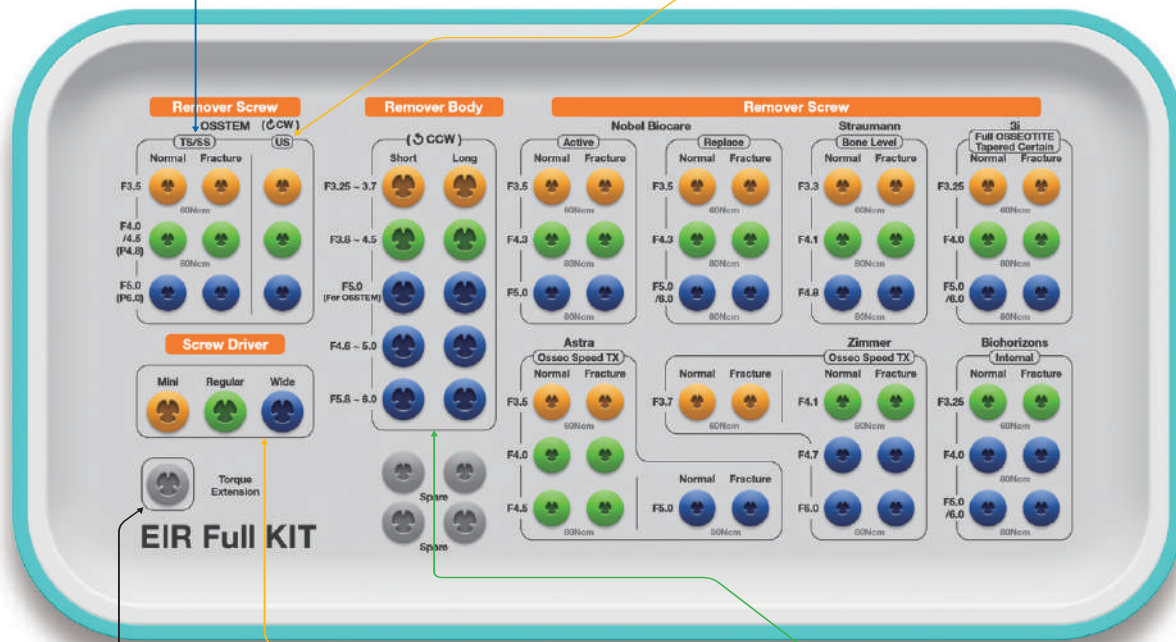 Remover Screw
OSSTEM (↻CW)
TS/SS US
Normal Fracture
F3.5
60Ncm
F4.0
/4.5
(P4.8)
80Ncm
F5.0
(P6.0)
Screw Driver
Mini Regular Wide
Torque
Extension
EIR Full KIT
Remover Body
(↺CCW)
Short Long
F3.25 ~ 3.7
F3.8 ~ 4.5
F5.0
(For OSSTEM)
F4.6 ~ 5.0
F5.8 ~ 6.0
Spare
Spare
Remover Screw
Nobel Biocare
Active
Normal Fracture
F3.5
60Ncm
F4.3
80Ncm
F5.0
80Ncm
Replace
Normal Fracture
F3.5
60Ncm
F4.3
80Ncm
F5.0
/6.0
80Ncm
Straumann
Bone Level
Normal Fracture
F3.3
60Ncm
F4.1
80Ncm
F4.8
80Ncm
3i
Full OSSEOTITE
Tapered Certain
Normal Fracture
F3.25
60Ncm
F4.0
80Ncm
F5.0
/6.0
80Ncm
Astra
Osseo Speed TX
Normal Fracture
F3.5
60Ncm
F4.0
F4.5
80Ncm
Normal Fracture
F5.0
80Ncm
Zimmer
Osseo Speed TX
Normal Fracture
F3.7
60Ncm
Normal Fracture
F4.1
60Ncm
F4.7
F6.0
80Ncm
Biohorizons
Internal
Normal Fracture
F3.25
60Ncm
F4.0
80Ncm
F5.0
/6.0
80Ncm